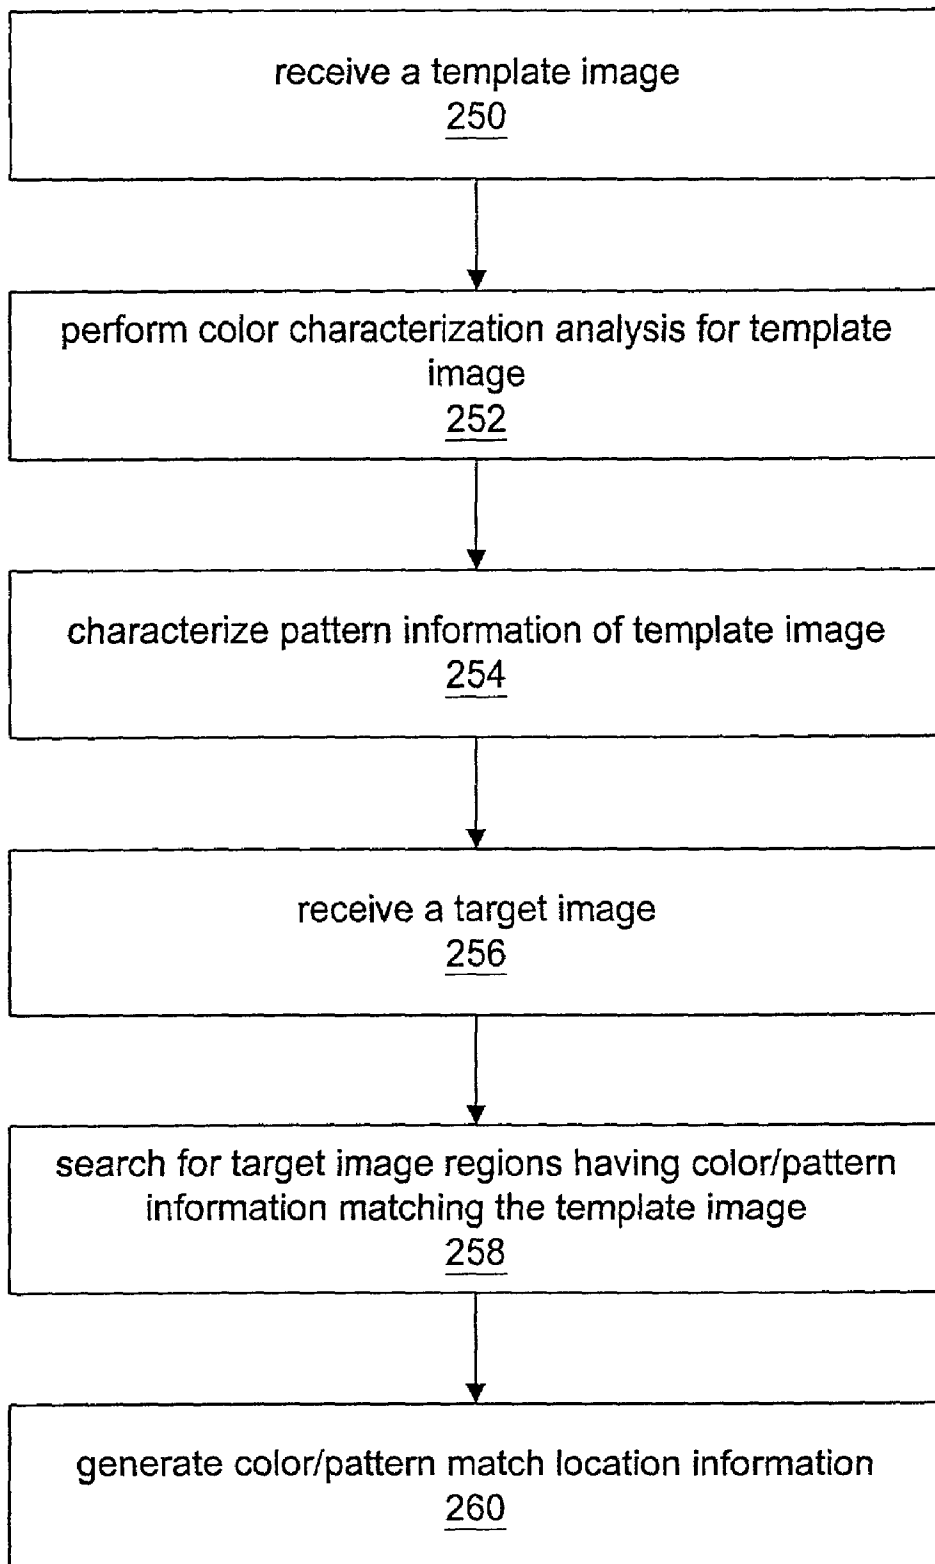 receive a template image
250
perform color characterization analysis for template
image
252
characterize pattern information of template image
254
receive a target image
256
search for target image regions having color/pattern
information matching the template image
258
generate color/pattern match location information
260